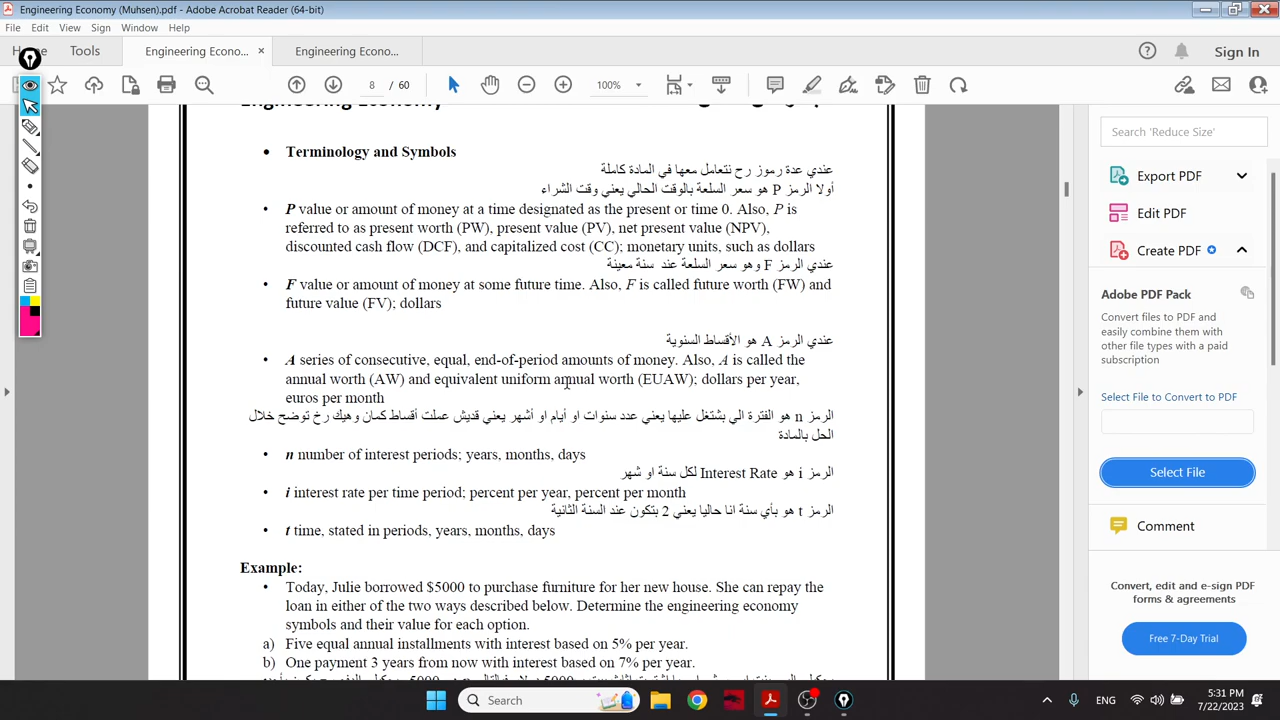 Engineering Economy (Muhsen).pdf - Adobe Acrobat Reader (64-bit)
File Edit View Sign Window Help
Tools Engineering Econo... × Engineering Econo... Sign In
8 / 60 100%
Engineering Economy
• Terminology and Symbols
عندي عدة رموز رح نتعامل معها في المادة كاملة
أولا الرمز P هو سعر السلعة بالوقت الحالي يعني وقت الشراء
• P value or amount of money at a time designated as the present or time 0. Also, P is
referred to as present worth (PW), present value (PV), net present value (NPV),
discounted cash flow (DCF), and capitalized cost (CC); monetary units, such as dollars
عندي الرمز F وهو سعر السلعة عند سنة معينة
• F value or amount of money at some future time. Also, F is called future worth (FW) and
future value (FV); dollars
عندي الرمز A هو الأقساط السنوية
• A series of consecutive, equal, end-of-period amounts of money. Also, A is called the
annual worth (AW) and equivalent uniform annual worth (EUAW); dollars per year,
euros per month
الرمز n هو الفترة الي بشتغل عليها يعني عدد سنوات او أيام او أشهر يعني قديش عملت أقساط كمان وهيك رح توضح خلال
الحل بالمادة
• n number of interest periods; years, months, days
الرمز i هو Interest Rate لكل سنة او شهر
• i interest rate per time period; percent per year, percent per month
الرمز t هو بأي سنة انا حاليا يعني 2 بتكون عند السنة الثانية
• t time, stated in periods, years, months, days
Example:
• Today, Julie borrowed $5000 to purchase furniture for her new house. She can repay the
loan in either of the two ways described below. Determine the engineering economy
symbols and their value for each option.
a) Five equal annual installments with interest based on 5% per year.
b) One payment 3 years from now with interest based on 7% per year.
Search 'Reduce Size'
Export PDF
Edit PDF
Create PDF
Adobe PDF Pack
Convert files to PDF and
easily combine them with
other file types with a paid
subscription
Select File to Convert to PDF
Select File
Comment
Convert, edit and e-sign PDF
forms & agreements
Free 7-Day Trial
Search
ENG
5:31 PM
7/22/2023